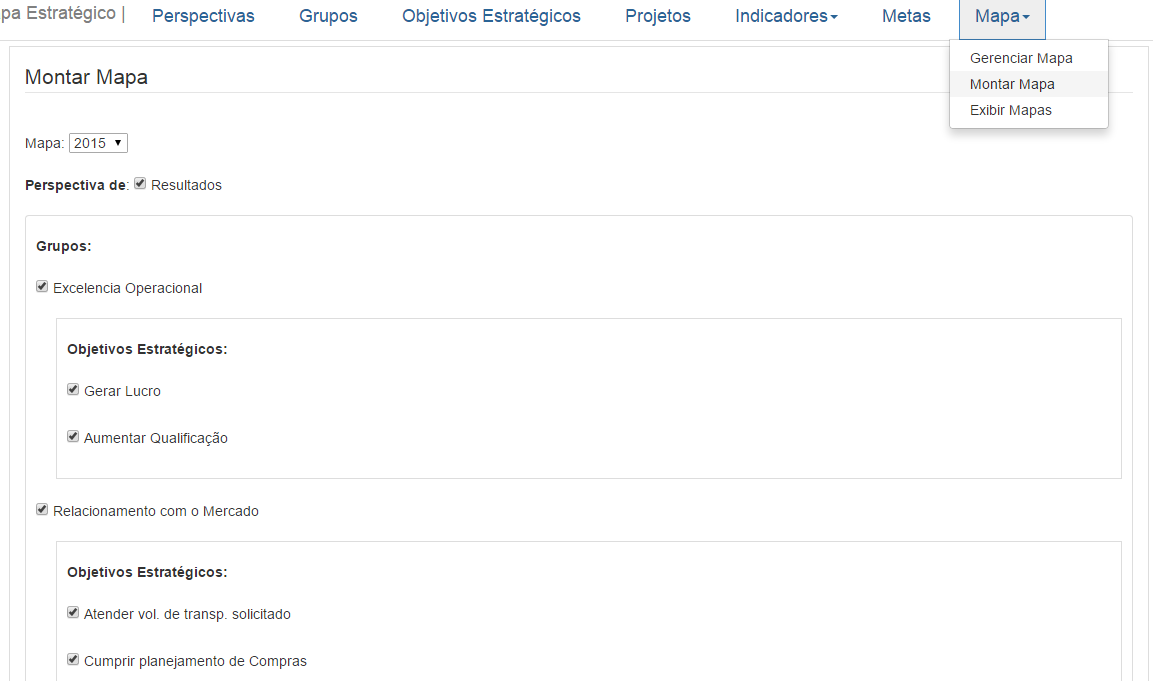 pa Estratégico | Perspectivas Grupos Objetivos Estratégicos Projetos Indicadores Metas Mapa
Gerenciar Mapa
Montar Mapa
Exibir Mapas
Montar Mapa
Mapa: 2015
Perspectiva de: Resultados
Grupos:
Excelencia Operacional
Objetivos Estratégicos:
Gerar Lucro
Aumentar Qualificação
Relacionamento com o Mercado
Objetivos Estratégicos:
Atender vol. de transp. solicitado
Cumprir planejamento de Compras